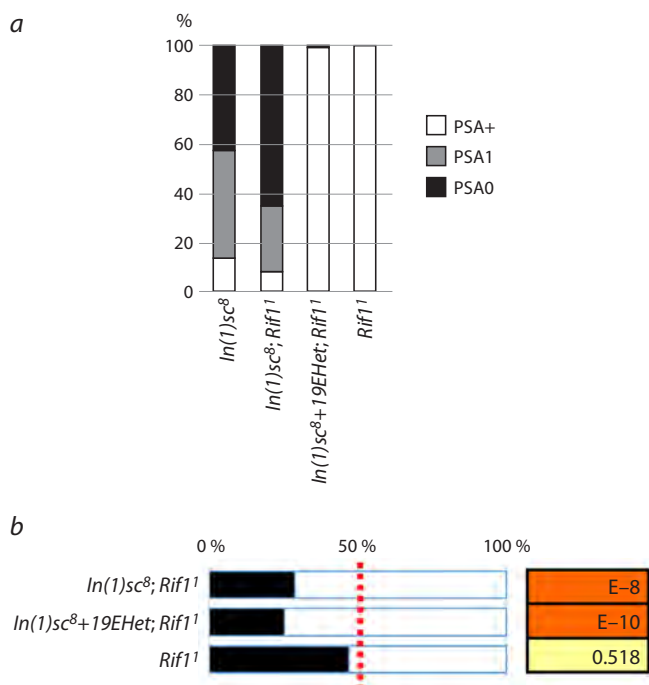 a
%
100
80
60
40
20
0
In(1)sc⁸
In(1)sc⁸; Rif1¹
In(1)sc⁸+19EHet; Rif1¹
Rif1¹
PSA+
PSA1
PSA0
b
0 % 50 % 100 %
In(1)sc⁸; Rif1¹ E–8
In(1)sc⁸+19EHet; Rif1¹ E–10
Rif1¹ 0.518